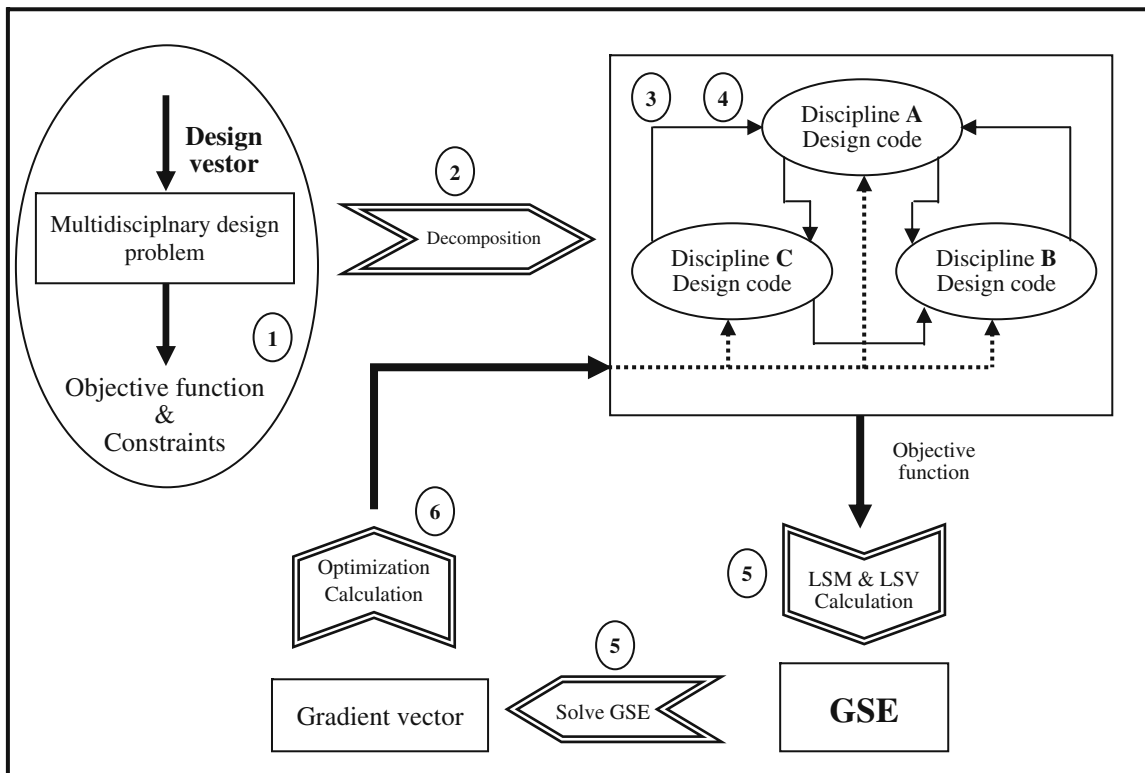 Design
vestor
Multidisciplnary design
problem
1
Objective function
&
Constraints
2
Decomposition
3
4
Discipline A
Design code
Discipline C
Design code
Discipline B
Design code
Objective
function
6
Optimization
Calculation
5
LSM & LSV
Calculation
5
Gradient vector
Solve GSE
GSE